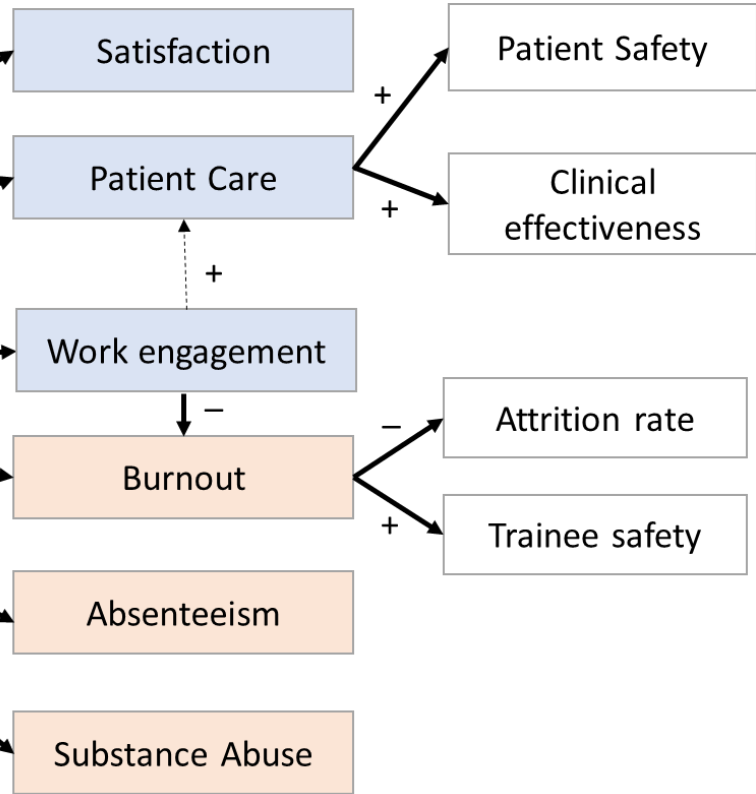 Satisfaction
Patient Safety
+
Patient Care
+
Clinical
effectiveness
+
Work engagement
–
Attrition rate
–
Burnout
+
Trainee safety
Absenteeism
Substance Abuse